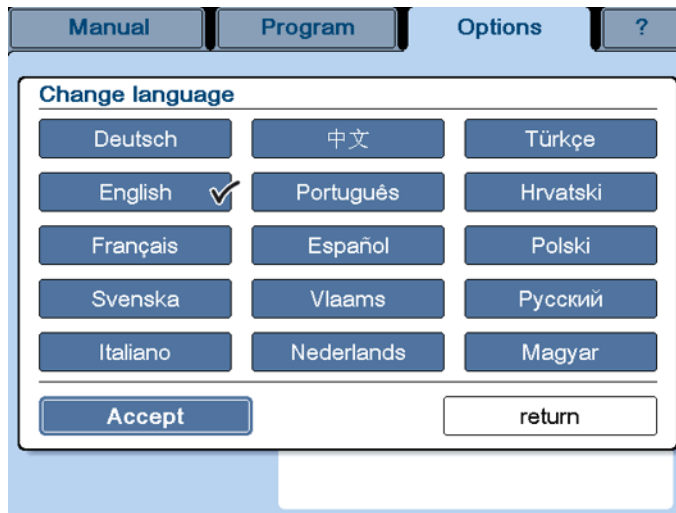 Manual Program Options ?
Change language
Deutsch 中文 Türkçe
English Português Hrvatski
Français Español Polski
Svenska Vlaams Русский
Italiano Nederlands Magyar
Accept return